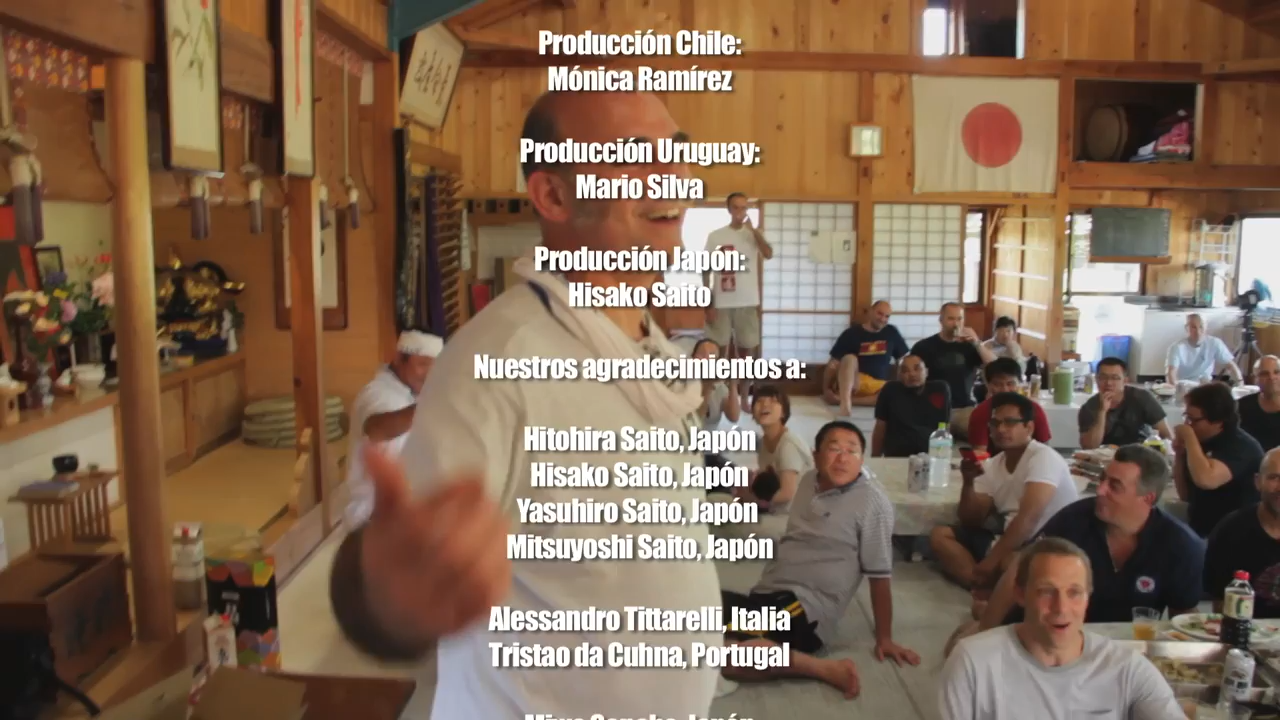 Producción Chile:
Mónica Ramírez
Producción Uruguay:
Mario Silva
Producción Japón:
Hisako Saito
Nuestros agradecimientos a:
Hitohira Saito, Japón
Hisako Saito, Japón
Yasuhiro Saito, Japón
Mitsuyoshi Saito, Japón
Alessandro Tittarelli, Italia
Tristao da Cuhna, Portugal